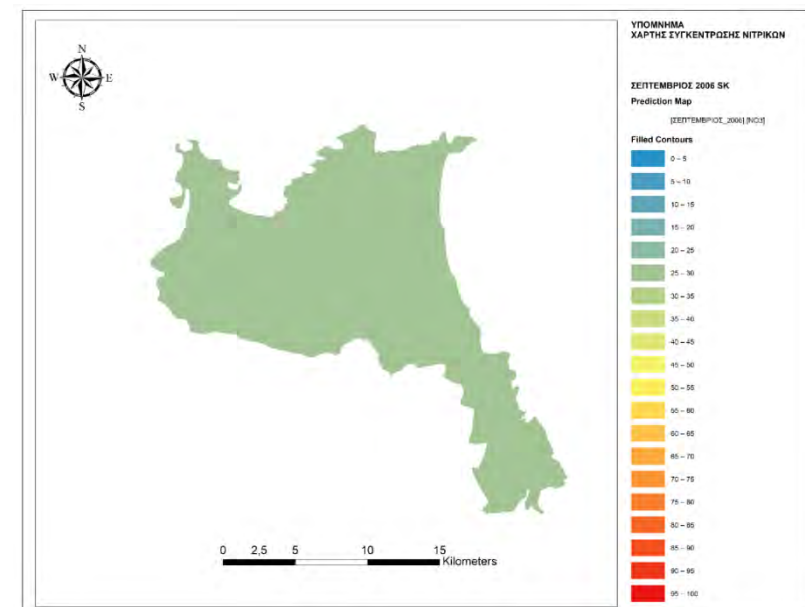 N
W E
S
0 2,5 5 10 15
Kilometers
ΥΠΟΜΝΗΜΑ
ΧΑΡΤΗΣ ΣΥΓΚΕΝΤΡΩΣΗΣ ΝΙΤΡΙΚΩΝ
ΣΕΠΤΕΜΒΡΙΟΣ 2006 SK
Prediction Map
[ΣΕΠΤΕΜΒΡΙΟΣ_2006].[NO3]
Filled Contours
0 – 5
5 – 10
10 – 15
15 – 20
20 – 25
25 – 30
30 – 35
35 – 40
40 – 45
45 – 50
50 – 55
55 – 60
60 – 65
65 – 70
70 – 75
75 – 80
80 – 85
85 – 90
90 – 95
95 – 100